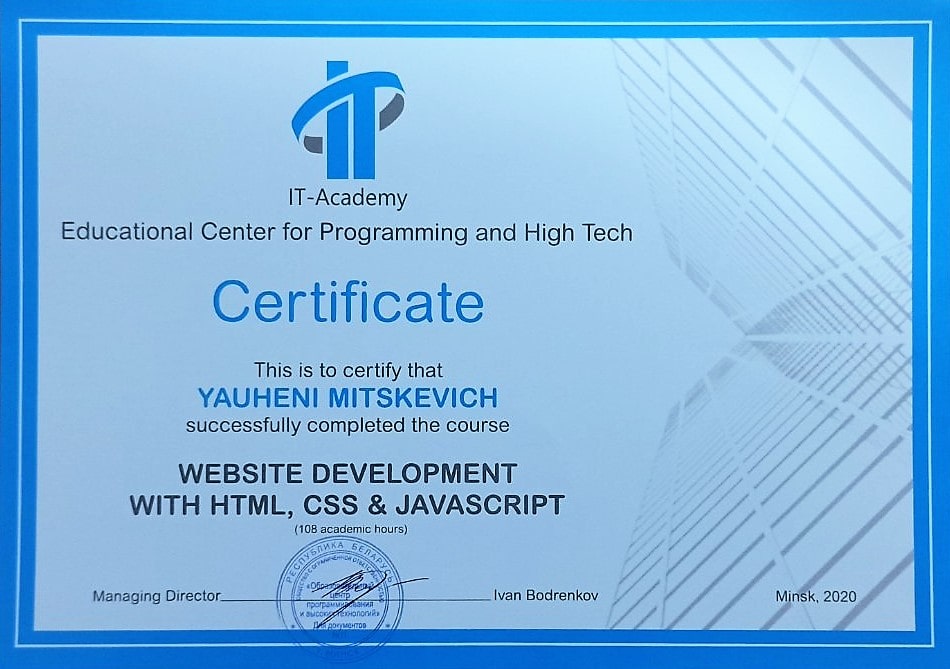 IT
IT-Academy
Educational Center for Programming and High Tech
Certificate
This is to certify that
YAUHENI MITSKEVICH
successfully completed the course
WEBSITE DEVELOPMENT
WITH HTML, CSS & JAVASCRIPT
(108 academic hours)
РЕСПУБЛИКА БЕЛАРУСЬ
«Образовательный
центр
программирования
и высоких технологий»
Для документов
Managing Director Ivan Bodrenkov
Minsk, 2020